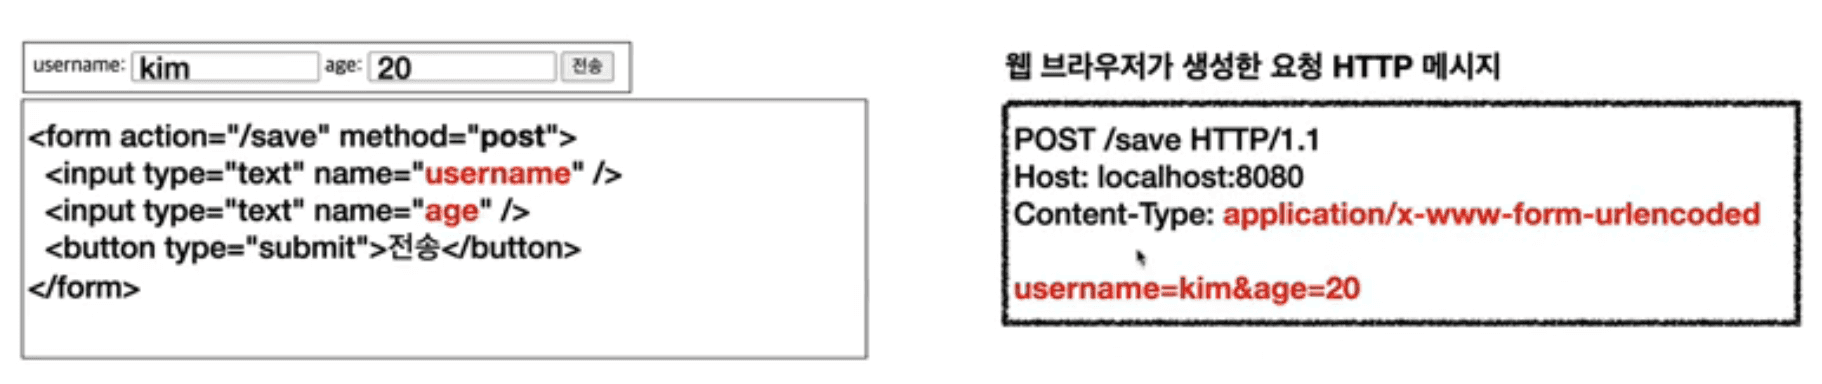 username: kim age: 20 전송
<form action="/save" method="post">
<input type="text" name="username" />
<input type="text" name="age" />
<button type="submit">전송</button>
</form>
웹 브라우저가 생성한 요청 HTTP 메시지
POST /save HTTP/1.1
Host: localhost:8080
Content-Type: application/x-www-form-urlencoded
username=kim&age=20